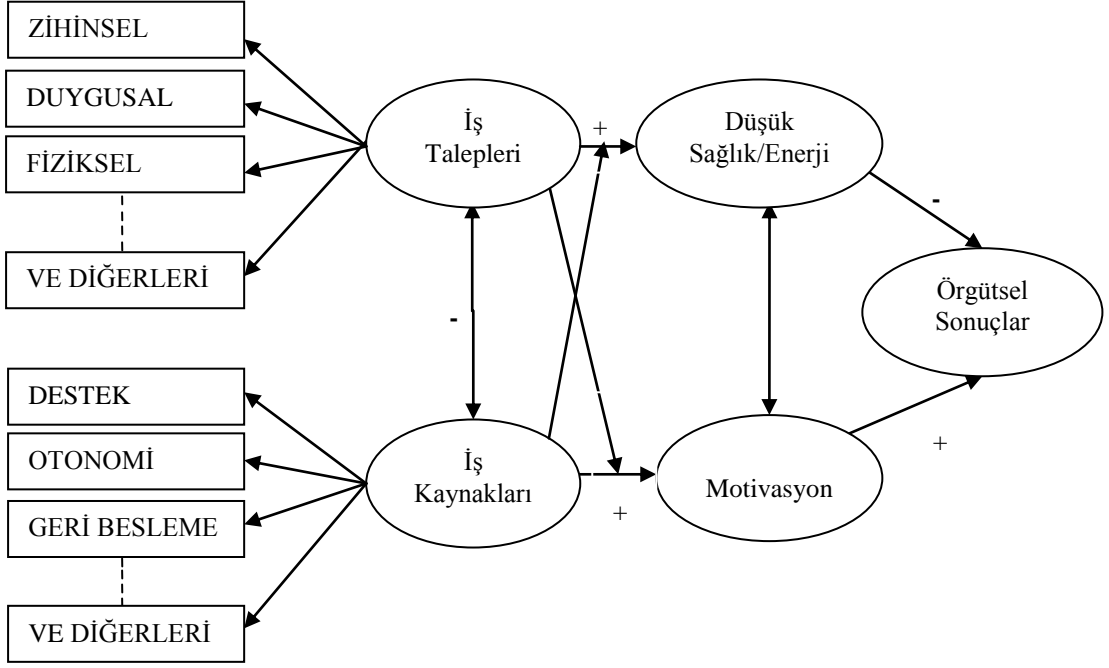 ZİHİNSEL
DUYGUSAL
FİZİKSEL
VE DİĞERLERİ
DESTEK
OTONOMİ
GERİ BESLEME
VE DİĞERLERİ
İş
Talepleri
İş
Kaynakları
+
-
+
Düşük
Sağlık/Enerji
Motivasyon
-
+
Örgütsel
Sonuçlar